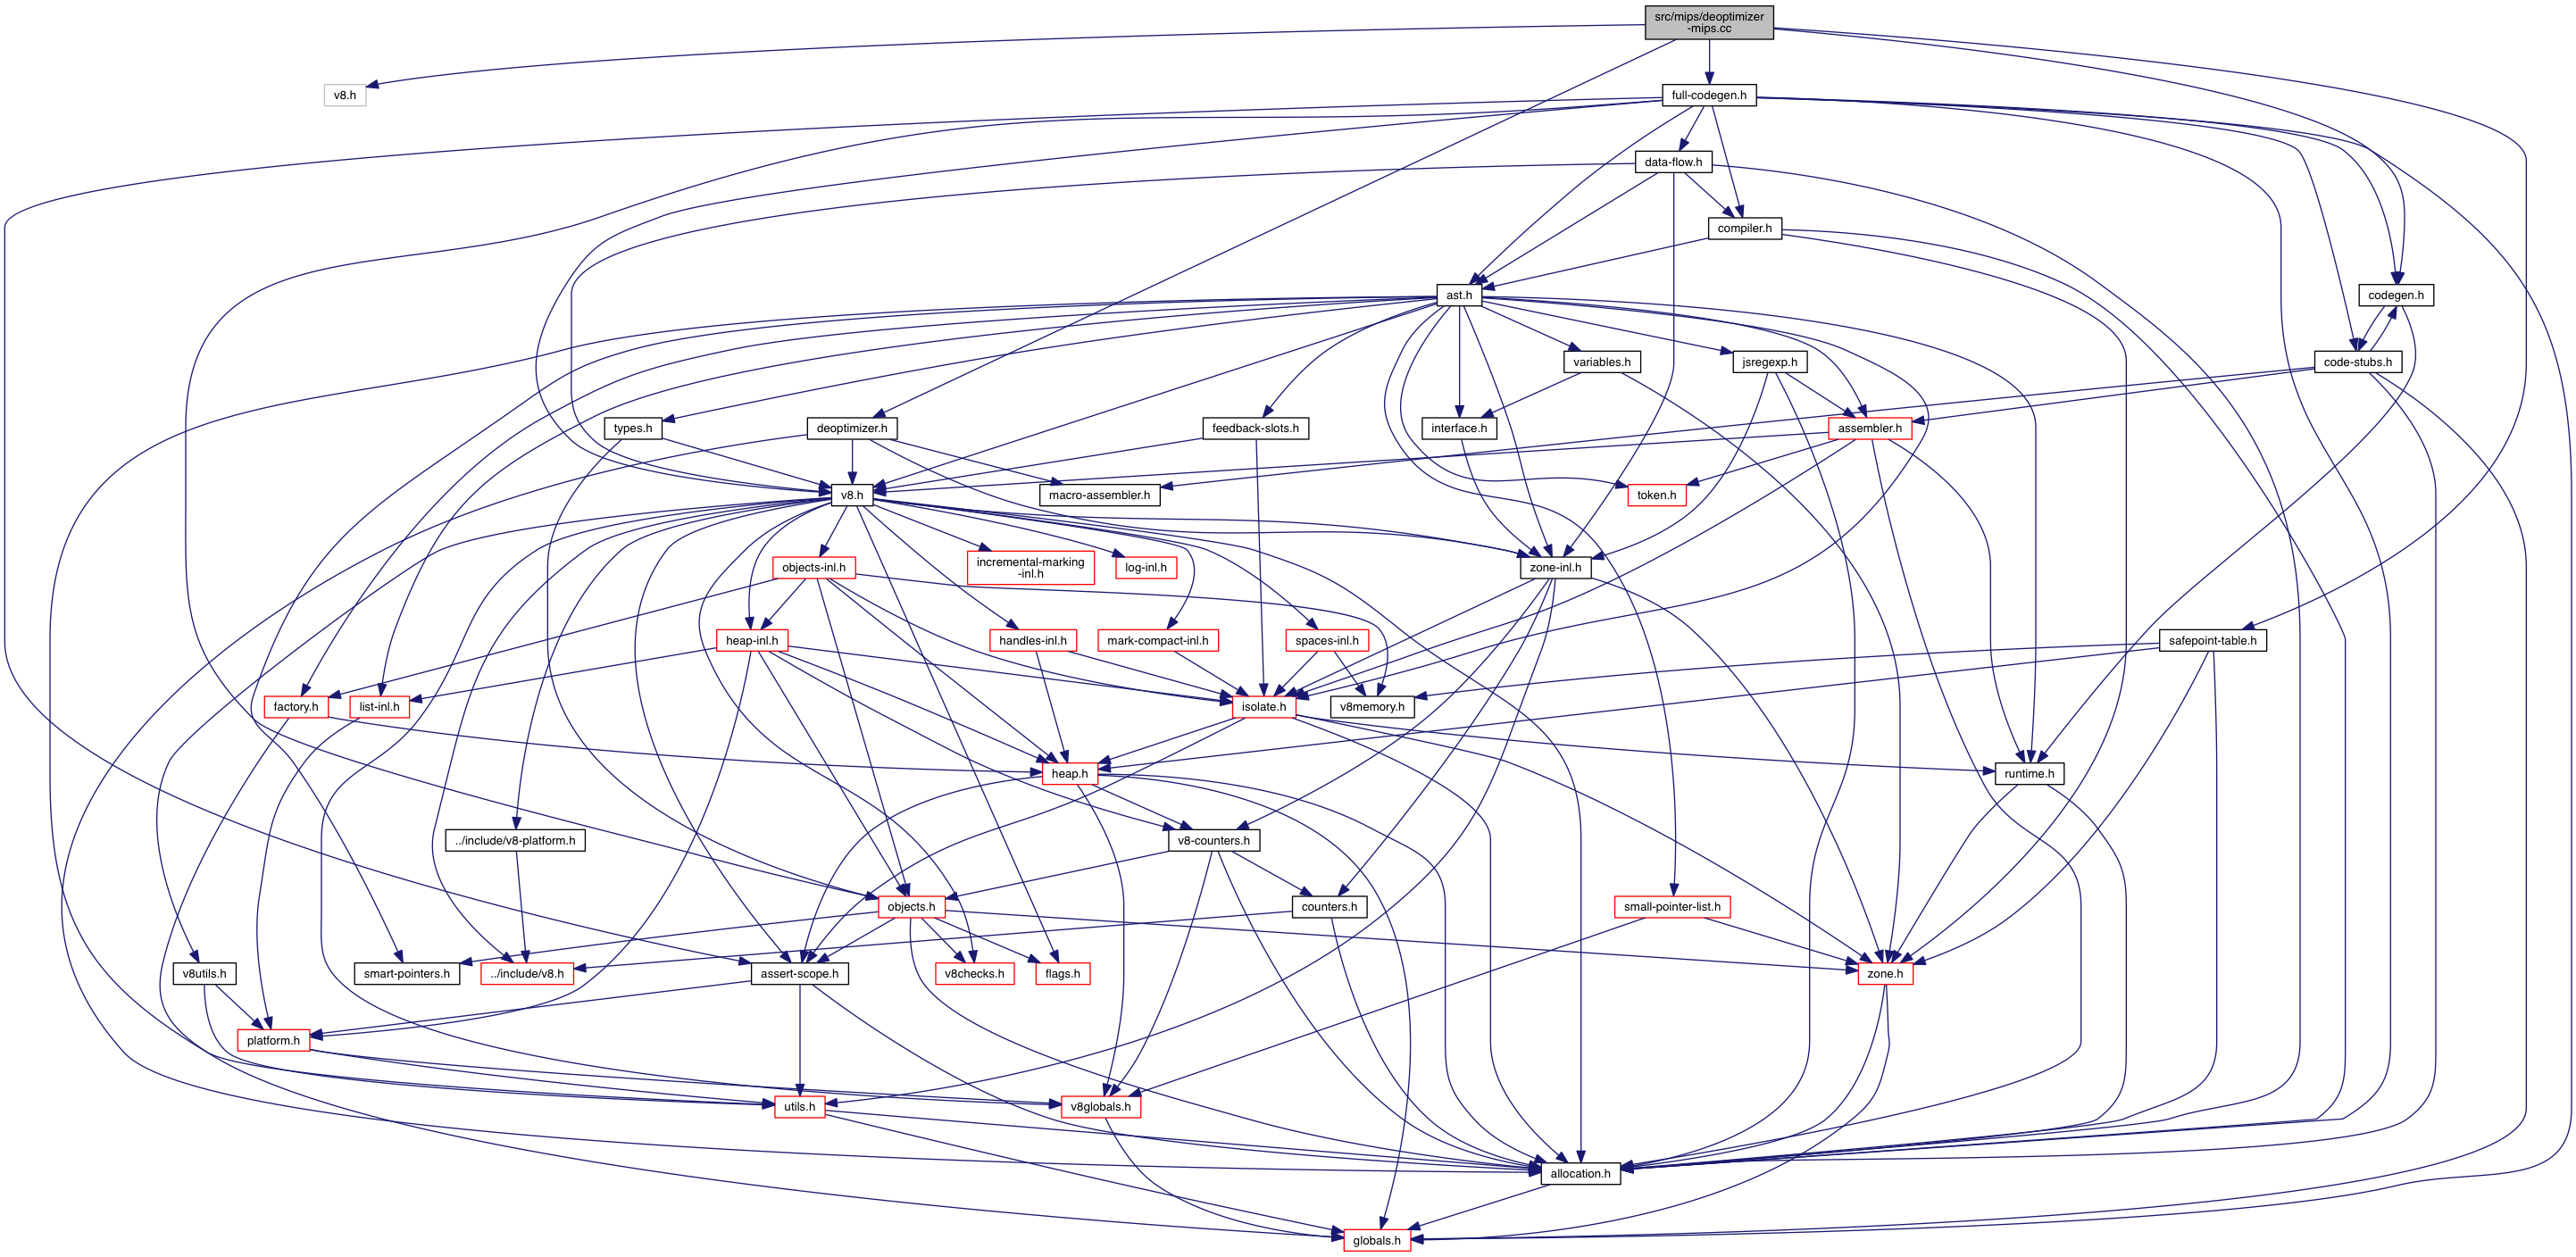 src/mips/deoptimizer
-mips.cc
v8.h
full-codegen.h
data-flow.h
compiler.h
ast.h
codegen.h
variables.h
jsregexp.h
code-stubs.h
types.h
deoptimizer.h
feedback-slots.h
interface.h
assembler.h
v8.h
macro-assembler.h
token.h
objects-inl.h
incremental-marking
-inl.h
log-inl.h
zone-inl.h
heap-inl.h
handles-inl.h
mark-compact-inl.h
spaces-inl.h
safepoint-table.h
factory.h
list-inl.h
isolate.h
v8memory.h
heap.h
runtime.h
../include/v8-platform.h
v8-counters.h
objects.h
counters.h
small-pointer-list.h
v8utils.h
smart-pointers.h
../include/v8.h
assert-scope.h
v8checks.h
flags.h
zone.h
platform.h
utils.h
v8globals.h
allocation.h
globals.h